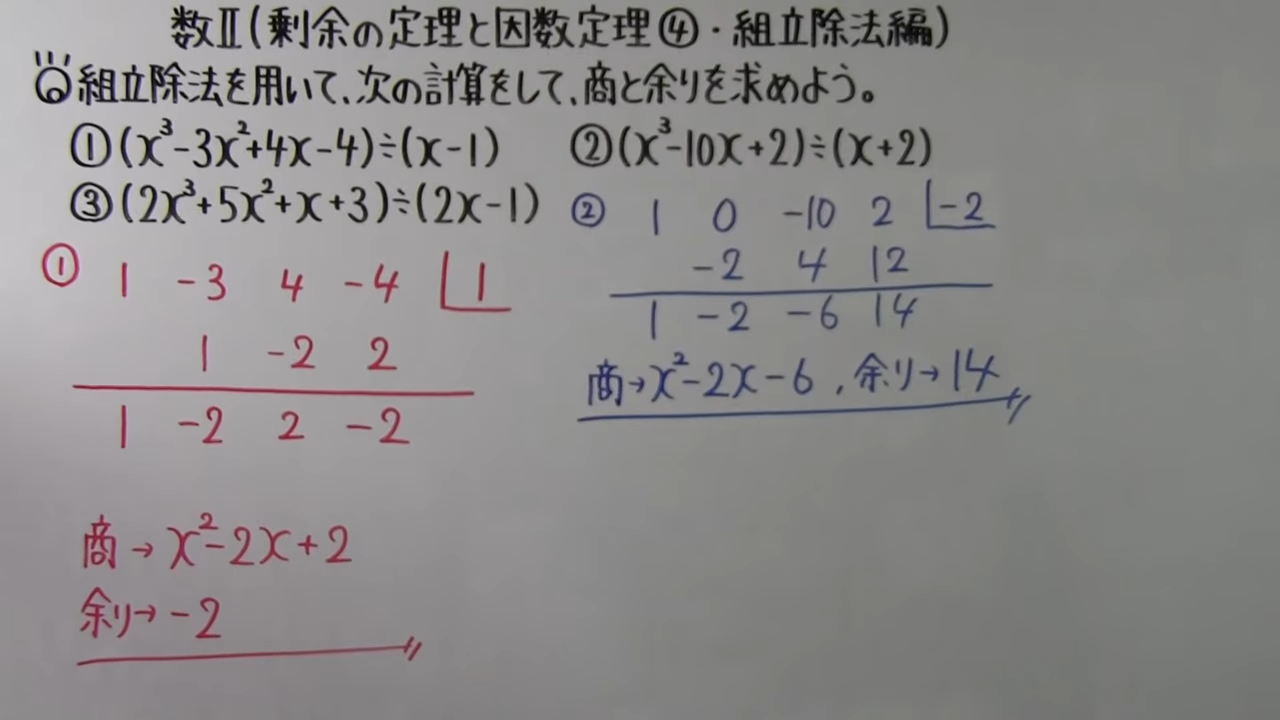 数Ⅱ(剰余の定理と因数定理④・組立除法編)
◎組立除法を用いて、次の計算をして、商と余りを求めよう。
①(x³-3x²+4x-4)÷(x-1) ②(x³-10x+2)÷(x+2)
③(2x³+5x²+x+3)÷(2x-1)
① 1 -3 4 -4 1
1 -2 2
1 -2 2 -2
商→x²-2x+2
余り→-2
② 1 0 -10 2 -2
-2 4 12
1 -2 -6 14
商→x²-2x-6, 余り→14